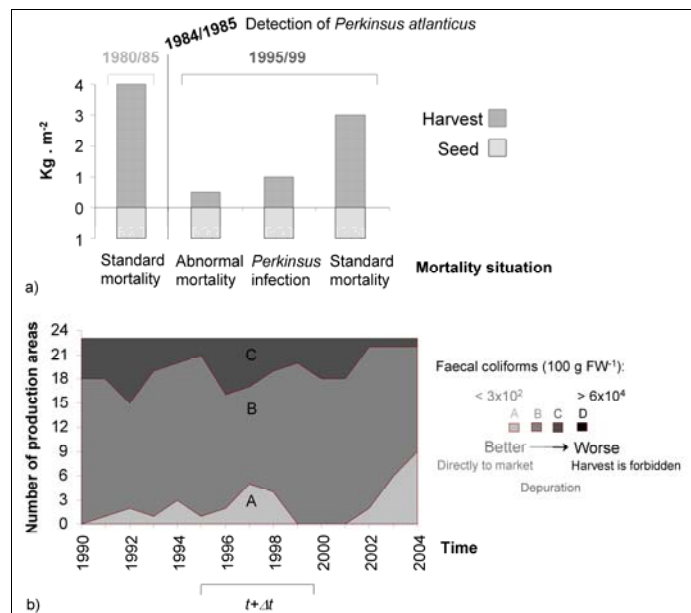 1984/1985 Detection of Perkinsus atlanticus
1980/85
1995/99
4
3
2
1
0
1
Kg . m-2
Harvest
Seed
Standard mortality
Abnormal mortality
Perkinsus infection
Standard mortality
Mortality situation
a)
24
21
18
15
12
9
6
3
0
Number of production areas
C
B
A
1990
1992
1994
1996
1998
2000
2002
2004
Time
t+Δt
b)
Faecal coliforms (100 g FW-1):
< 3x10² > 6x10⁴
A B C D
Better Worse
Directly to market Harvest is forbidden
Depuration